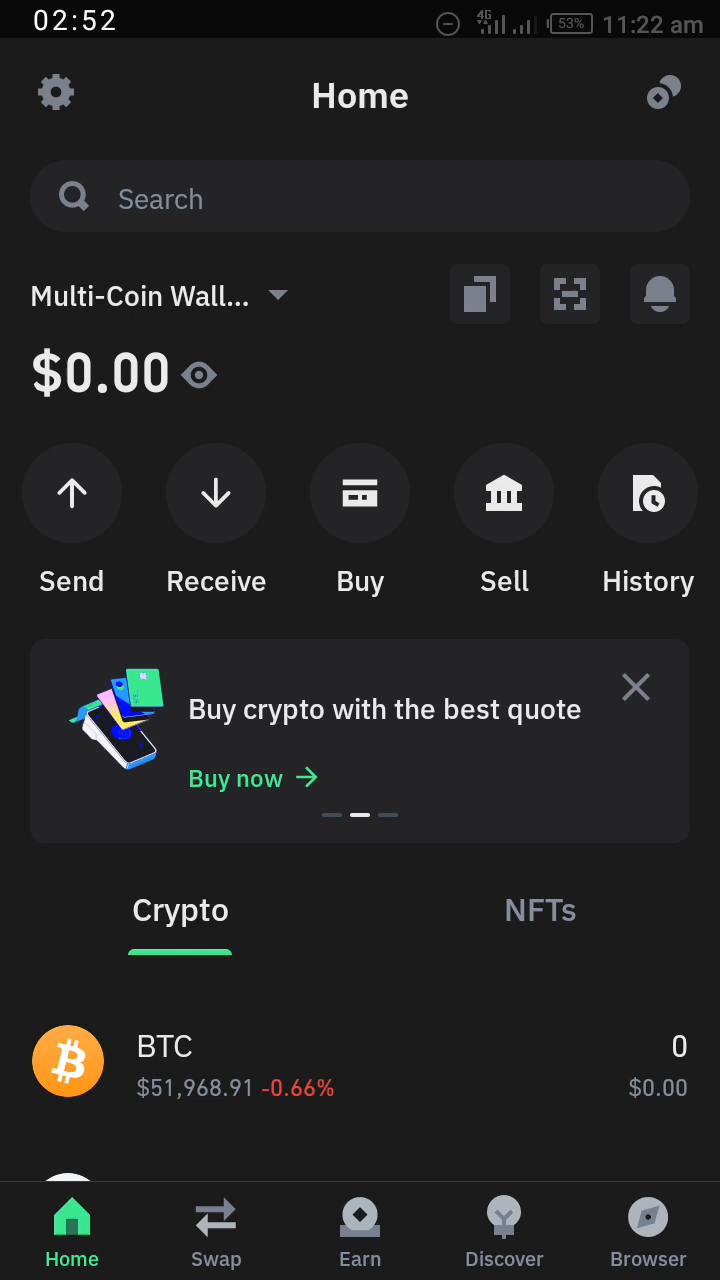 02:52 4G 53% 11:22 am
Home
Search
Multi-Coin Wall...
$0.00
Send Receive Buy Sell History
Buy crypto with the best quote
Buy now
Crypto NFTs
BTC 0
$51,968.91 -0.66% $0.00
Home Swap Earn Discover Browser